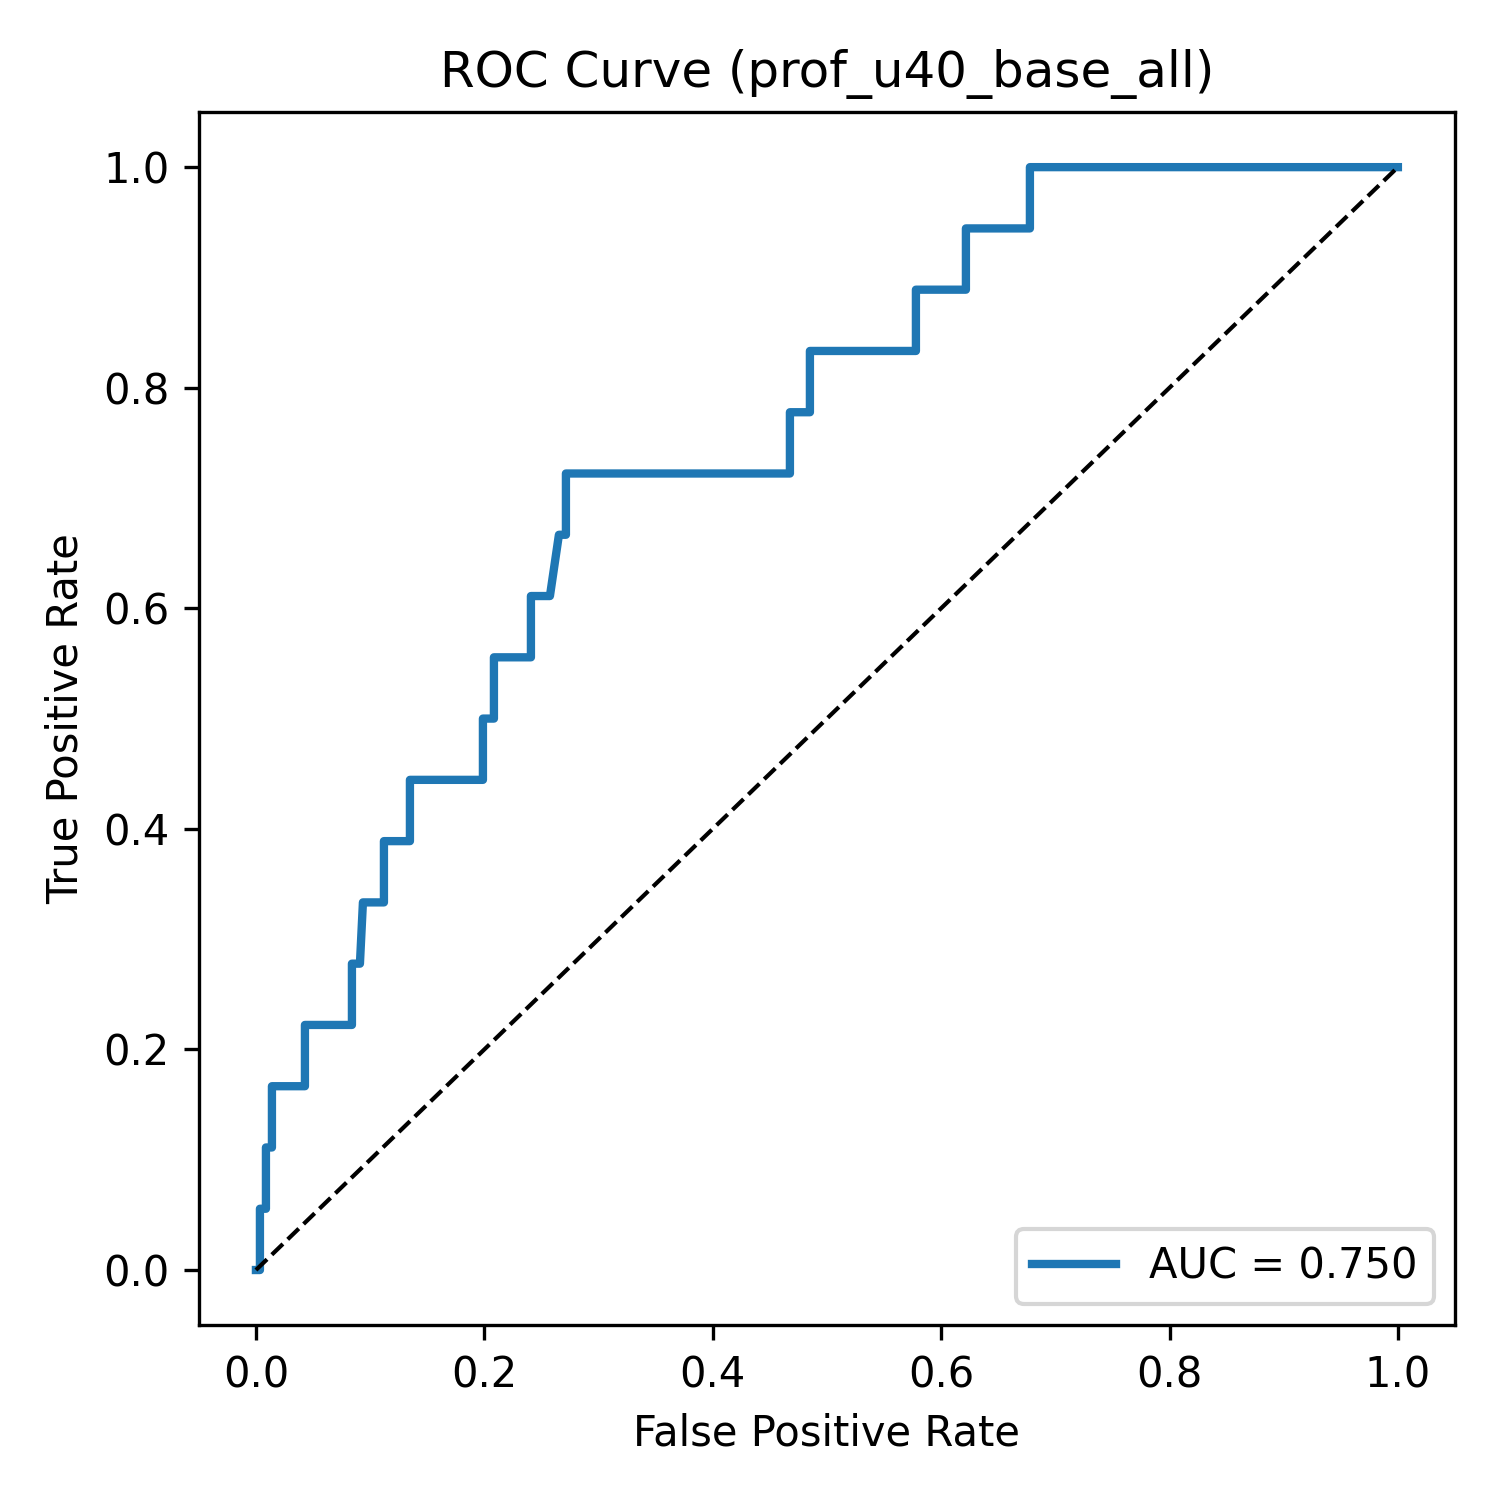 ROC Curve (prof_u40_base_all)
1.0
0.8
0.6
0.4
0.2
0.0
True Positive Rate
AUC = 0.750
0.0 0.2 0.4 0.6 0.8 1.0
False Positive Rate